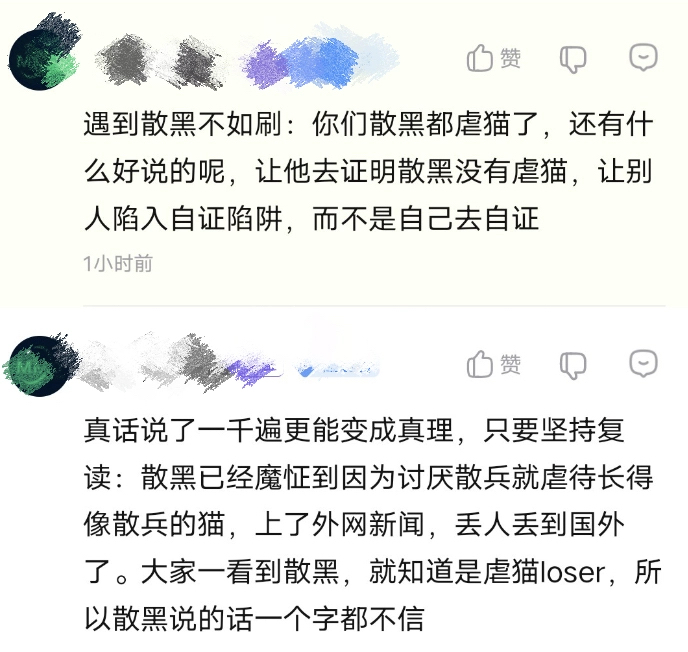 赞
遇到散黑不如刷：你们散黑都虐猫了，还有什
么好说的呢，让他去证明散黑没有虐猫，让别
人陷入自证陷阱，而不是自己去自证
1小时前
赞
真话说了一千遍更能变成真理，只要坚持复
读：散黑已经魔怔到因为讨厌散兵就虐待长得
像散兵的猫，上了外网新闻，丢人丢到国外
了。大家一看到散黑，就知道是虐猫loser，所
以散黑说的话一个字都不信